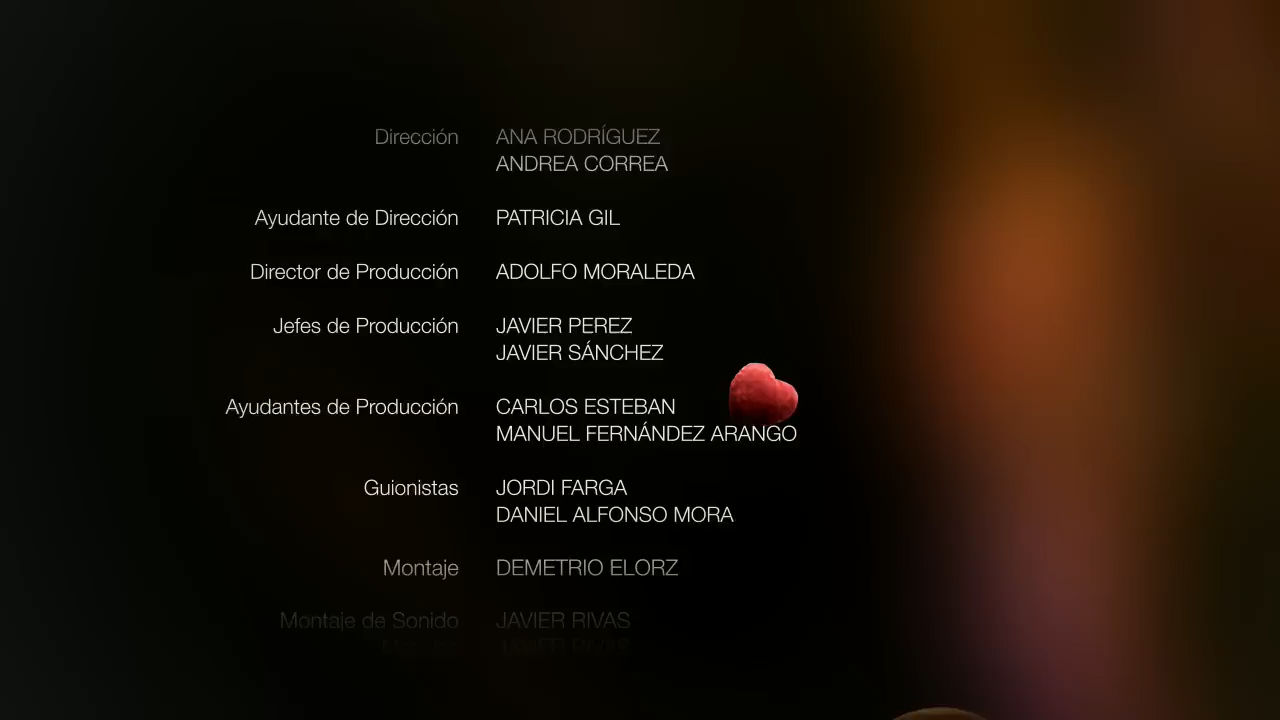 Dirección ANA RODRÍGUEZ
ANDREA CORREA
Ayudante de Dirección PATRICIA GIL
Director de Producción ADOLFO MORALEDA
Jefes de Producción JAVIER PEREZ
JAVIER SÁNCHEZ
Ayudantes de Producción CARLOS ESTEBAN
MANUEL FERNÁNDEZ ARANGO
Guionistas JORDI FARGA
DANIEL ALFONSO MORA
Montaje DEMETRIO ELORZ
Montaje de Sonido JAVIER RIVAS